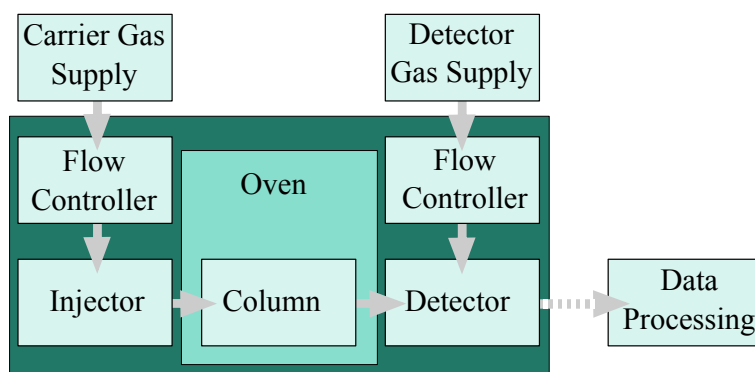 Carrier Gas
Supply
Detector
Gas Supply
Flow
Controller
Oven
Flow
Controller
Injector
Column
Detector
Data
Processing